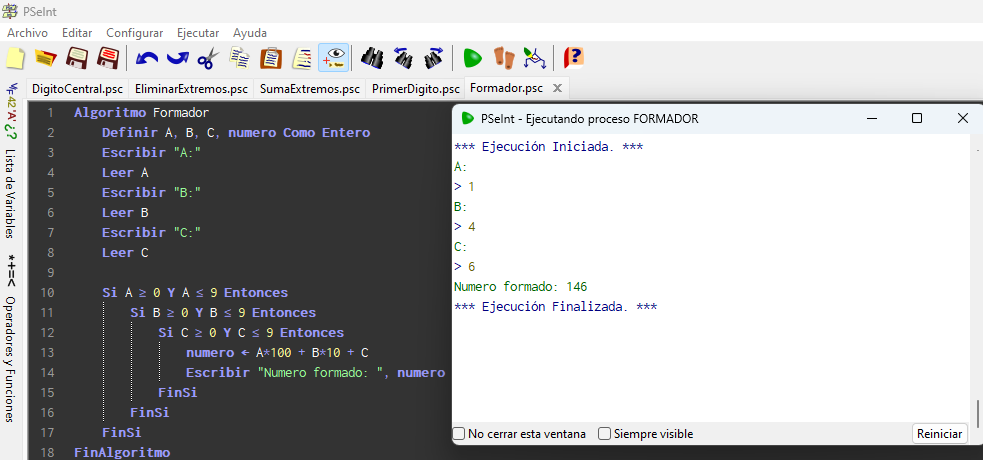 PSeInt
Archivo Editar Configurar Ejecutar Ayuda
DigitoCentral.psc EliminarExtremos.psc SumaExtremos.psc PrimerDigito.psc Formador.psc
Lista de Variables
Operadores y Funciones
1 Algoritmo Formador
2 Definir A, B, C, numero Como Entero
3 Escribir "A:"
4 Leer A
5 Escribir "B:"
6 Leer B
7 Escribir "C:"
8 Leer C
9
10 Si A ≥ 0 Y A ≤ 9 Entonces
11 Si B ≥ 0 Y B ≤ 9 Entonces
12 Si C ≥ 0 Y C ≤ 9 Entonces
13 numero ← A*100 + B*10 + C
14 Escribir "Numero formado: ", numero
15 FinSi
16 FinSi
17 FinSi
18 FinAlgoritmo
PSeInt - Ejecutando proceso FORMADOR
*** Ejecución Iniciada. ***
A:
> 1
B:
> 4
C:
> 6
Numero formado: 146
*** Ejecución Finalizada. ***
No cerrar esta ventana Siempre visible Reiniciar